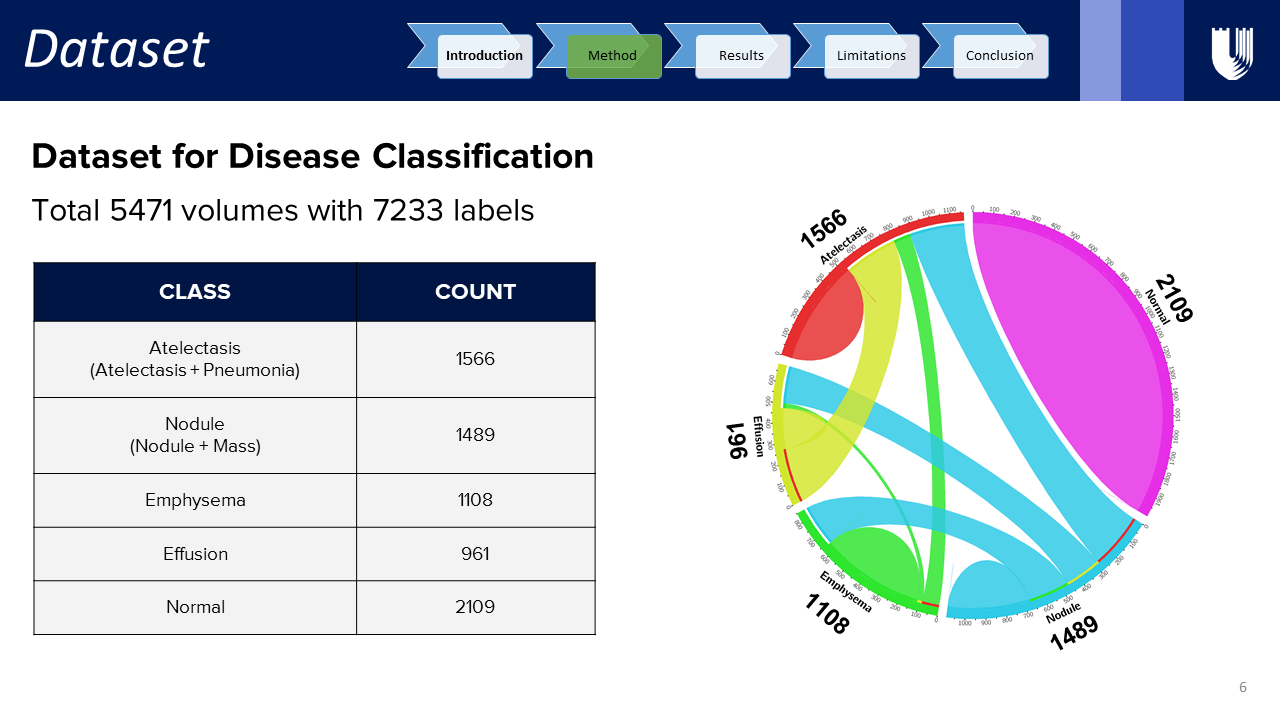 Dataset
Introduction
Method
Results
Limitations
Conclusion
Dataset for Disease Classification
Total 5471 volumes with 7233 labels
CLASS COUNT
Atelectasis
(Atelectasis + Pneumonia) 1566
Nodule
(Nodule + Mass) 1489
Emphysema 1108
Effusion 961
Normal 2109
1566
Atelectasis
2109
Normal
961
Effusion
1108
Emphysema
1489
Nodule
6